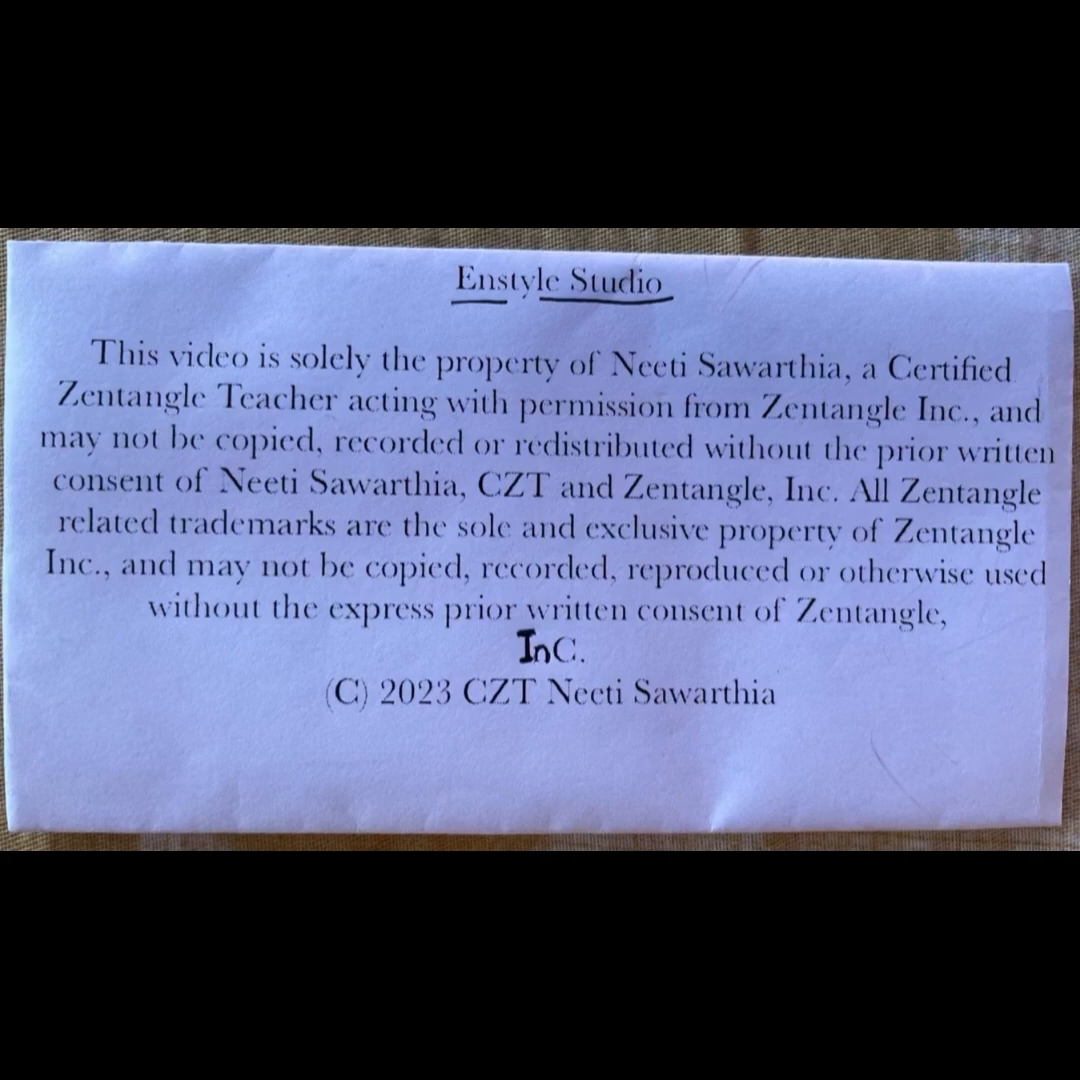 Enstyle Studio
This video is solely the property of Neeti Sawarthia, a Certified
Zentangle Teacher acting with permission from Zentangle Inc., and
may not be copied, recorded or redistributed without the prior written
consent of Neeti Sawarthia, CZT and Zentangle, Inc. All Zentangle
related trademarks are the sole and exclusive property of Zentangle
Inc., and may not be copied, recorded, reproduced or otherwise used
without the express prior written consent of Zentangle,
InC.
(C) 2023 CZT Neeti Sawarthia